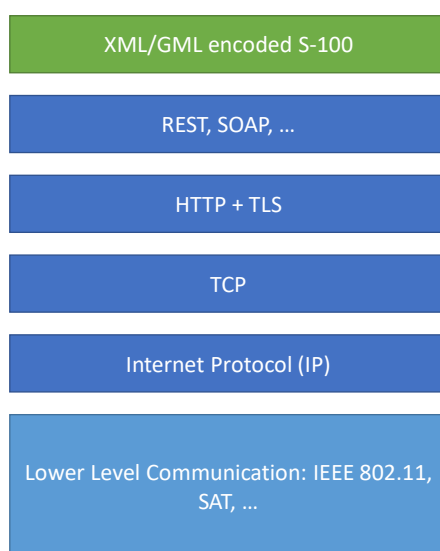 XML/GML encoded S-100
REST, SOAP, …
HTTP + TLS
TCP
Internet Protocol (IP)
Lower Level Communication: IEEE 802.11,
SAT, …